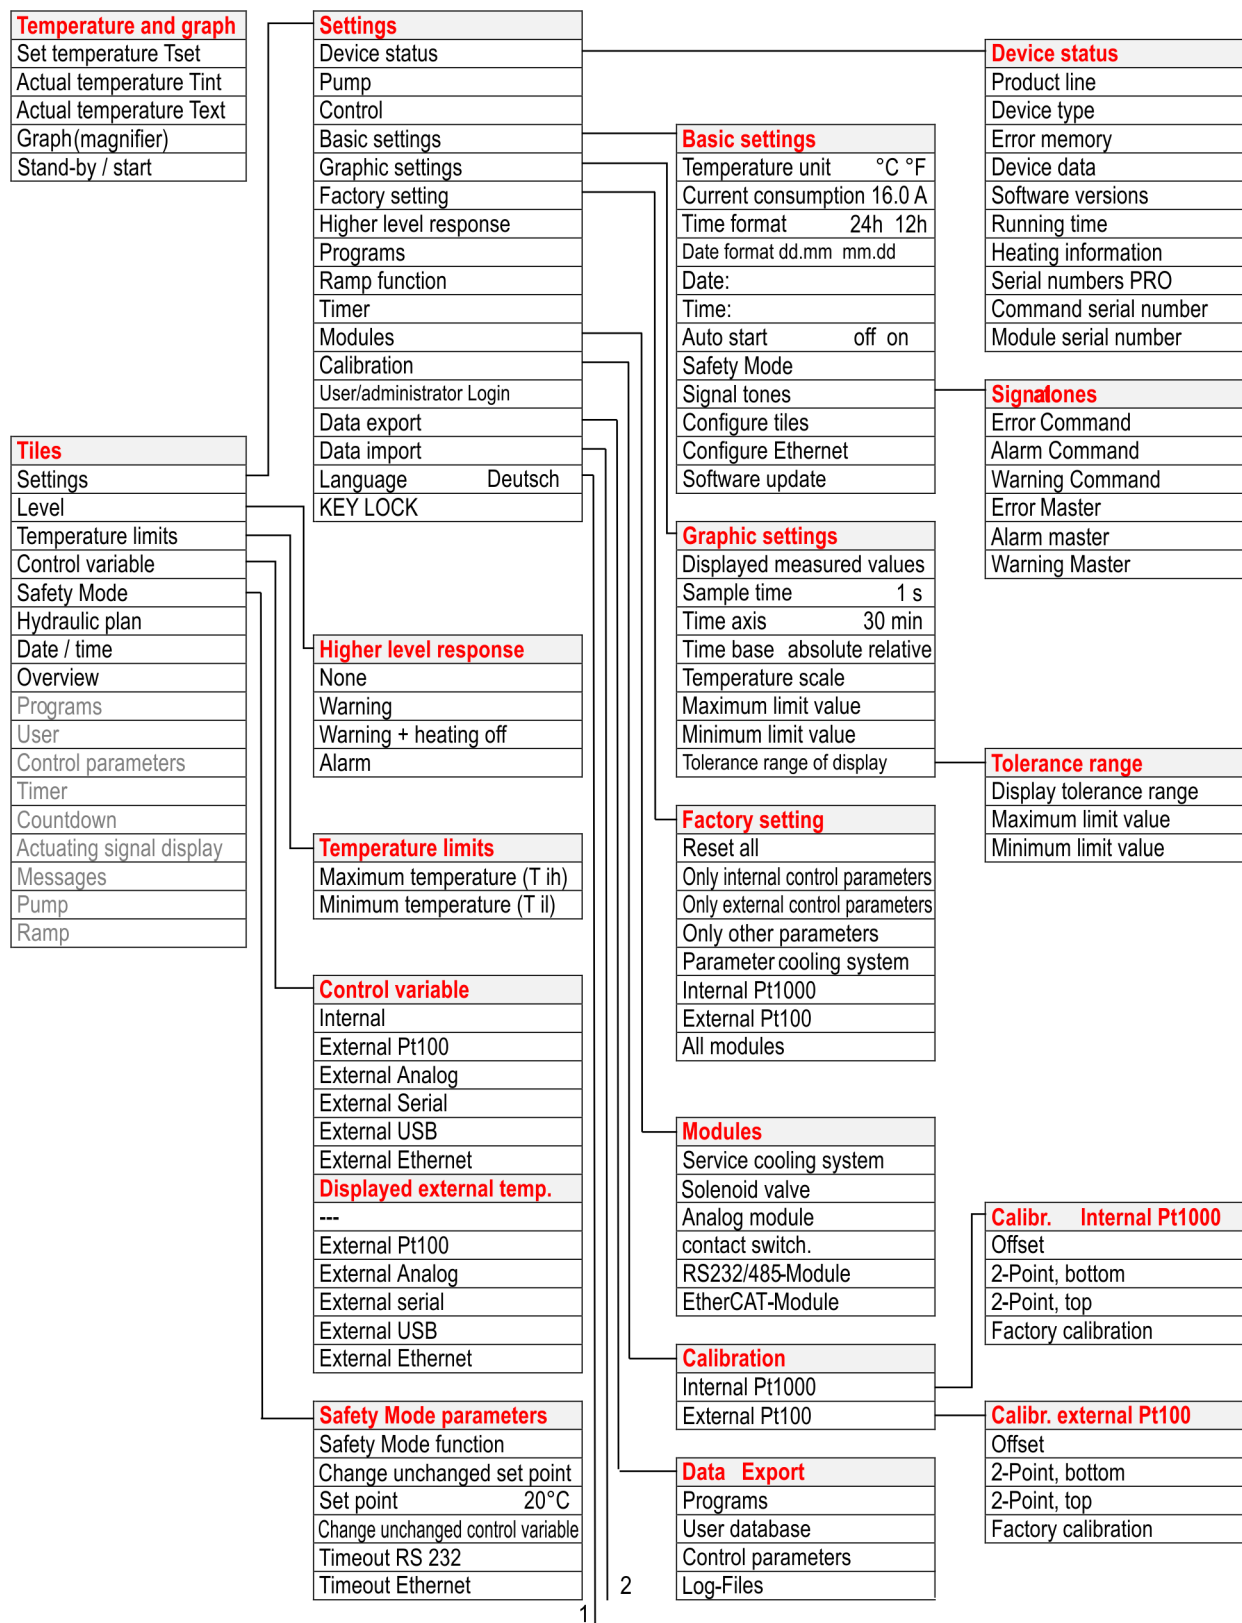 Temperature and graph
Set temperature Tset
Actual temperature Tint
Actual temperature Text
Graph (magnifier)
Stand-by / start
Tiles
Settings
Level
Temperature limits
Control variable
Safety Mode
Hydraulic plan
Date / time
Overview
Programs
User
Control parameters
Timer
Countdown
Actuating signal display
Messages
Pump
Ramp
Settings
Device status
Pump
Control
Basic settings
Graphic settings
Factory setting
Higher level response
Programs
Ramp function
Timer
Modules
Calibration
User/administrator Login
Data export
Data import
Language Deutsch
KEY LOCK
Higher level response
None
Warning
Warning + heating off
Alarm
Temperature limits
Maximum temperature (T ih)
Minimum temperature (T il)
Control variable
Internal
External Pt100
External Analog
External Serial
External USB
External Ethernet
Displayed external temp.
---
External Pt100
External Analog
External serial
External USB
External Ethernet
Safety Mode parameters
Safety Mode function
Change unchanged set point
Set point 20°C
Change unchanged control variable
Timeout RS 232
Timeout Ethernet
1
2
Basic settings
Temperature unit °C °F
Current consumption 16.0 A
Time format 24h 12h
Date format dd.mm mm.dd
Date:
Time:
Auto start off on
Safety Mode
Signal tones
Configure tiles
Configure Ethernet
Software update
Graphic settings
Displayed measured values
Sample time 1 s
Time axis 30 min
Time base absolute relative
Temperature scale
Maximum limit value
Minimum limit value
Tolerance range of display
Factory setting
Reset all
Only internal control parameters
Only external control parameters
Only other parameters
Parameter cooling system
Internal Pt1000
External Pt100
All modules
Modules
Service cooling system
Solenoid valve
Analog module
contact switch.
RS232/485-Module
EtherCAT-Module
Calibration
Internal Pt1000
External Pt100
Data Export
Programs
User database
Control parameters
Log-Files
Device status
Product line
Device type
Error memory
Device data
Software versions
Running time
Heating information
Serial numbers PRO
Command serial number
Module serial number
Signal tones
Error Command
Alarm Command
Warning Command
Error Master
Alarm master
Warning Master
Tolerance range
Display tolerance range
Maximum limit value
Minimum limit value
Calibr. Internal Pt1000
Offset
2-Point, bottom
2-Point, top
Factory calibration
Calibr. external Pt100
Offset
2-Point, bottom
2-Point, top
Factory calibration